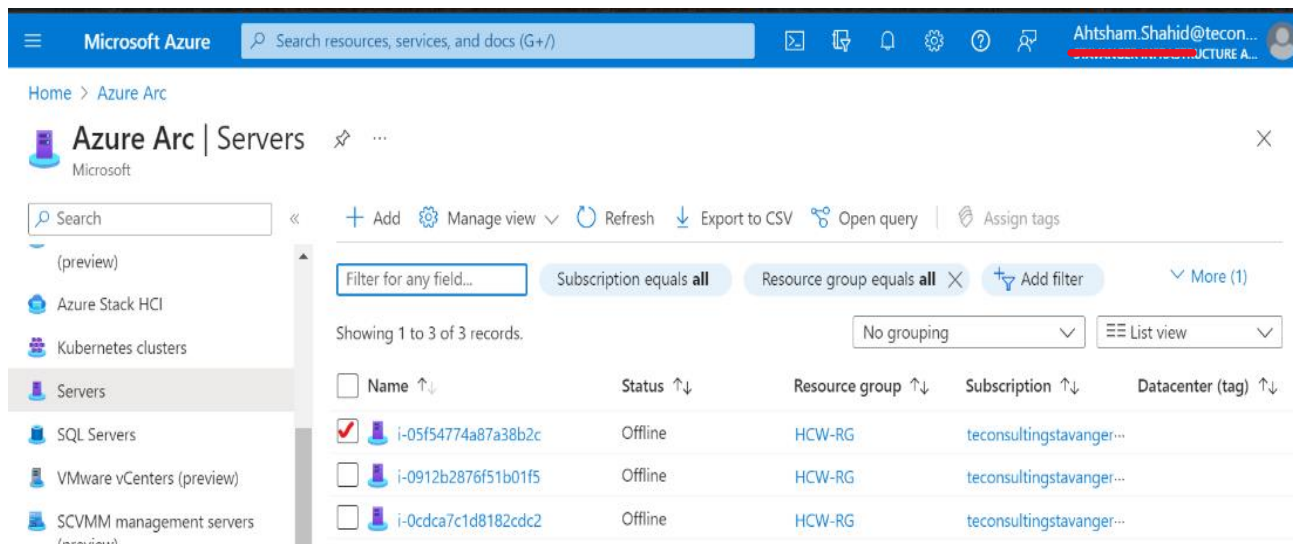 Microsoft Azure
Search resources, services, and docs (G+/)
Ahtsham.Shahid@tecon...
UCTURE A...
Home > Azure Arc
Azure Arc | Servers ...
Microsoft
Search
«
Add
Manage view
Refresh
Export to CSV
Open query
Assign tags
(preview)
Azure Stack HCI
Kubernetes clusters
Servers
SQL Servers
VMware vCenters (preview)
SCVMM management servers
Filter for any field...
Subscription equals all
Resource group equals all
Add filter
More (1)
Showing 1 to 3 of 3 records.
No grouping
List view
Name Status Resource group Subscription Datacenter (tag)
i-05f54774a87a38b2c Offline HCW-RG teconsultingstavanger...
i-0912b2876f51b01f5 Offline HCW-RG teconsultingstavanger...
i-0cdca7c1d8182cdc2 Offline HCW-RG teconsultingstavanger...